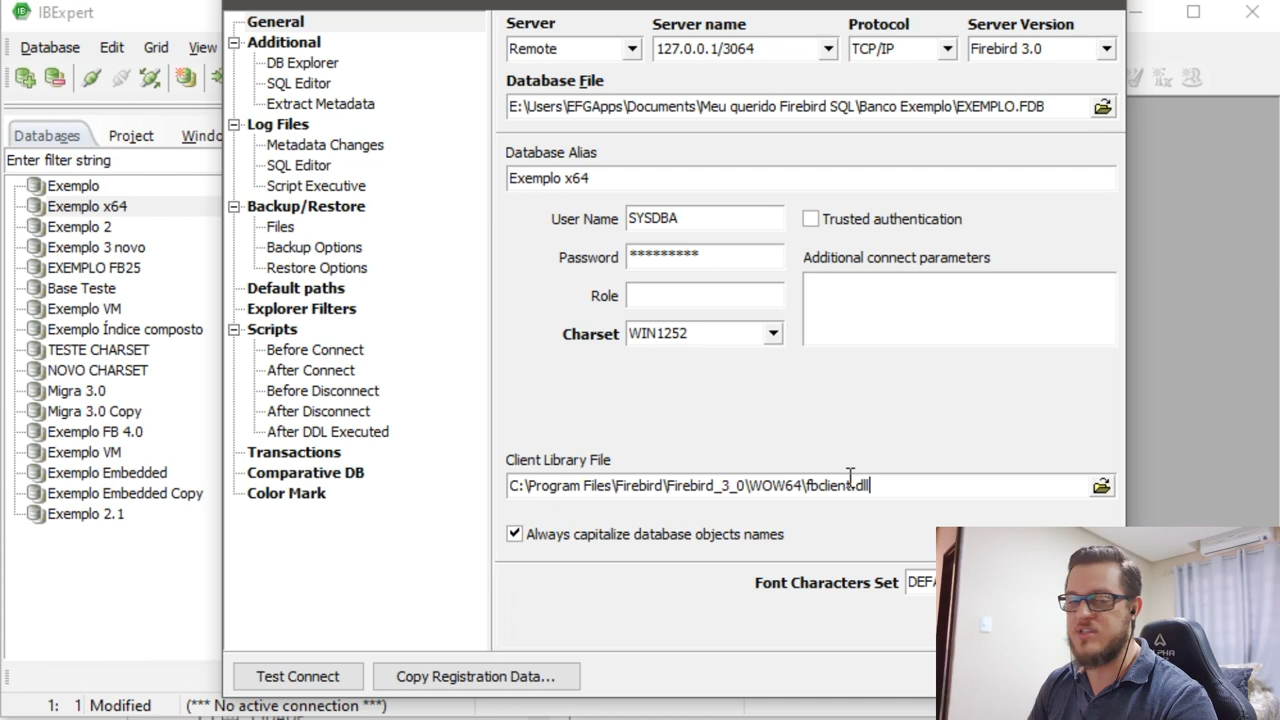 IBExpert
Database Edit Grid View
Databases Project
Enter filter string
Exemplo
Exemplo x64
Exemplo 2
Exemplo 3 novo
EXEMPLO FB25
Base Teste
Exemplo VM
Exemplo Índice composto
TESTE CHARSET
NOVO CHARSET
Migra 3.0
Migra 3.0 Copy
Exemplo FB 4.0
Exemplo VM
Exemplo Embedded
Exemplo Embedded Copy
Exemplo 2.1
General
Additional
DB Explorer
SQL Editor
Extract Metadata
Log Files
Metadata Changes
SQL Editor
Script Executive
Backup/Restore
Files
Backup Options
Restore Options
Default paths
Explorer Filters
Scripts
Before Connect
After Connect
Before Disconnect
After Disconnect
After DDL Executed
Transactions
Comparative DB
Color Mark
Server Server name Protocol Server Version
Remote 127.0.0.1/3064 TCP/IP Firebird 3.0
Database File
E:\Users\EFGApps\Documents\Meu querido Firebird SQL\Banco Exemplo\EXEMPLO.FDB
Database Alias
Exemplo x64
User Name SYSDBA Trusted authentication
Password ********* Additional connect parameters
Role
Charset WIN1252
Client Library File
C:\Program Files\Firebird\Firebird_3_0\WOW64\fbclient.dll
Always capitalize database objects names
Font Characters Set
Test Connect Copy Registration Data...
1: 1 Modified (*** No active connection ***)